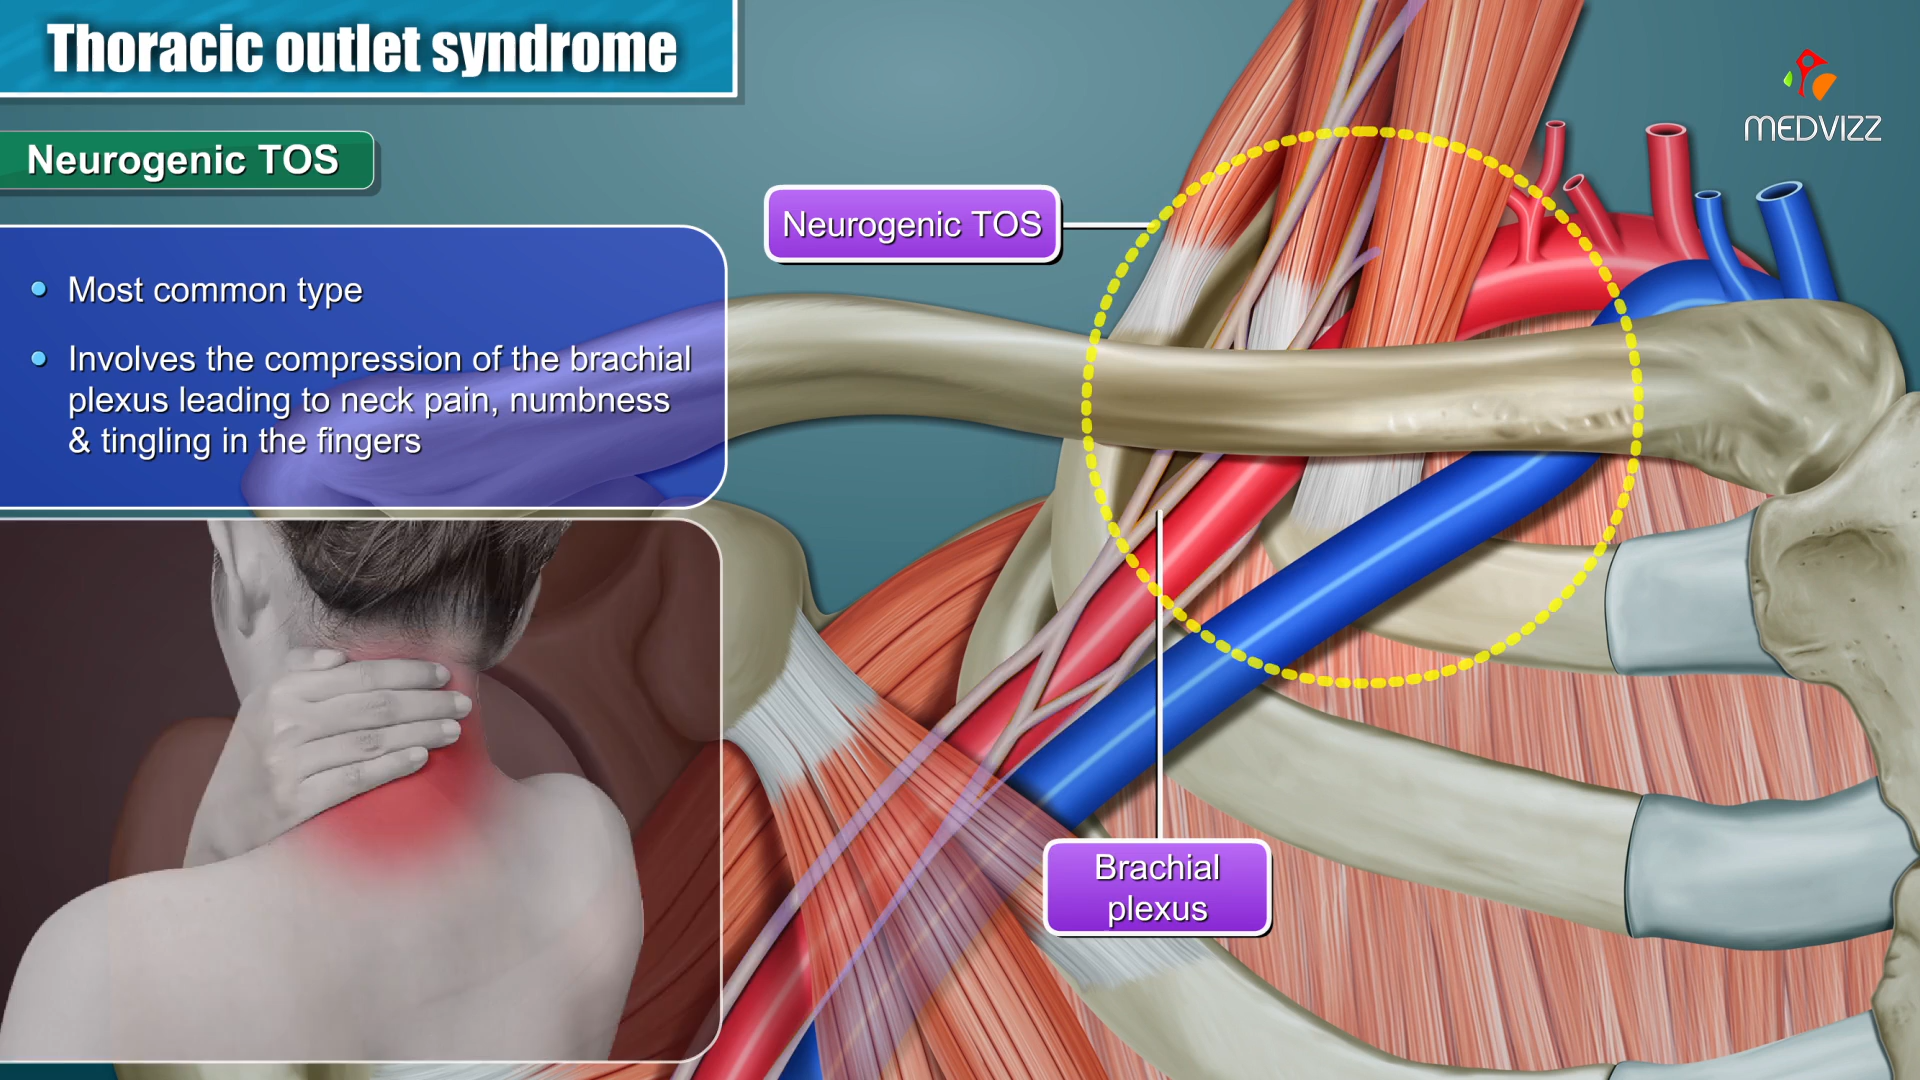 Thoracic outlet syndrome
MEDVIZZ
Neurogenic TOS
Neurogenic TOS
• Most common type
• Involves the compression of the brachial
plexus leading to neck pain, numbness
& tingling in the fingers
Brachial
plexus